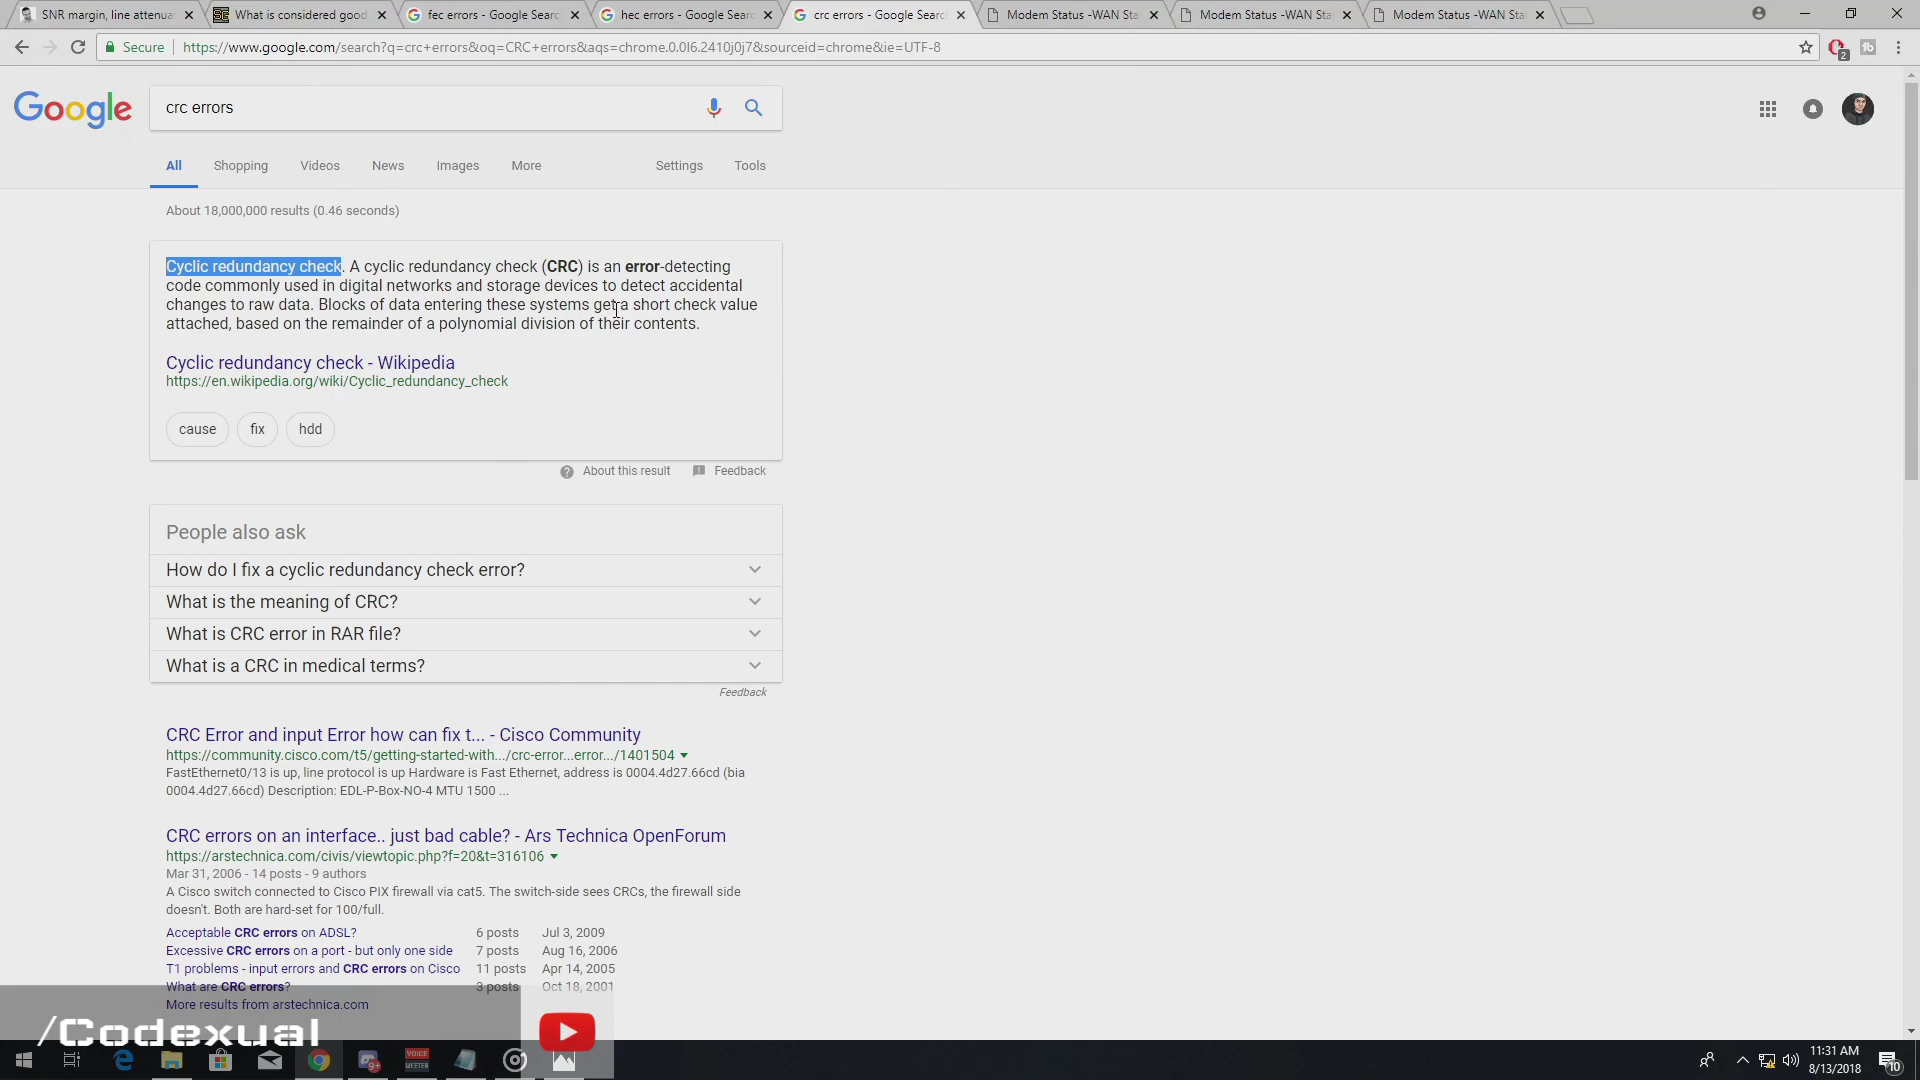 SNR margin, line attenua
What is considered good
fec errors - Google Searc
hec errors - Google Searc
crc errors - Google Searc
Modem Status -WAN Sta
Modem Status -WAN Sta
Modem Status -WAN Sta
Secure
https://www.google.com/search?q=crc+errors&oq=CRC+errors&aqs=chrome.0.0l6.2410j0j7&sourceid=chrome&ie=UTF-8
2
Google
crc errors
All
Shopping
Videos
News
Images
More
Settings
Tools
About 18,000,000 results (0.46 seconds)
Cyclic redundancy check. A cyclic redundancy check (CRC) is an error-detecting
code commonly used in digital networks and storage devices to detect accidental
changes to raw data. Blocks of data entering these systems get a short check value
attached, based on the remainder of a polynomial division of their contents.
Cyclic redundancy check - Wikipedia
https://en.wikipedia.org/wiki/Cyclic_redundancy_check
cause
fix
hdd
About this result
Feedback
People also ask
How do I fix a cyclic redundancy check error?
What is the meaning of CRC?
What is CRC error in RAR file?
What is a CRC in medical terms?
Feedback
CRC Error and input Error how can fix t... - Cisco Community
https://community.cisco.com/t5/getting-started-with.../crc-error...error.../1401504
FastEthernet0/13 is up, line protocol is up Hardware is Fast Ethernet, address is 0004.4d27.66cd (bia
0004.4d27.66cd) Description: EDL-P-Box-NO-4 MTU 1500 ...
CRC errors on an interface.. just bad cable? - Ars Technica OpenForum
https://arstechnica.com/civis/viewtopic.php?f=20&t=316106
Mar 31, 2006 - 14 posts - 9 authors
A Cisco switch connected to Cisco PIX firewall via cat5. The switch-side sees CRCs, the firewall side
doesn't. Both are hard-set for 100/full.
Acceptable CRC errors on ADSL? 6 posts Jul 3, 2009
Excessive CRC errors on a port - but only one side 7 posts Aug 16, 2006
T1 problems - input errors and CRC errors on Cisco 11 posts Apr 14, 2005
What are CRC errors? 3 posts Oct 18, 2001
More results from arstechnica.com
/Codexual
VOICE
MEETER
9+
11:31 AM
8/13/2018
10